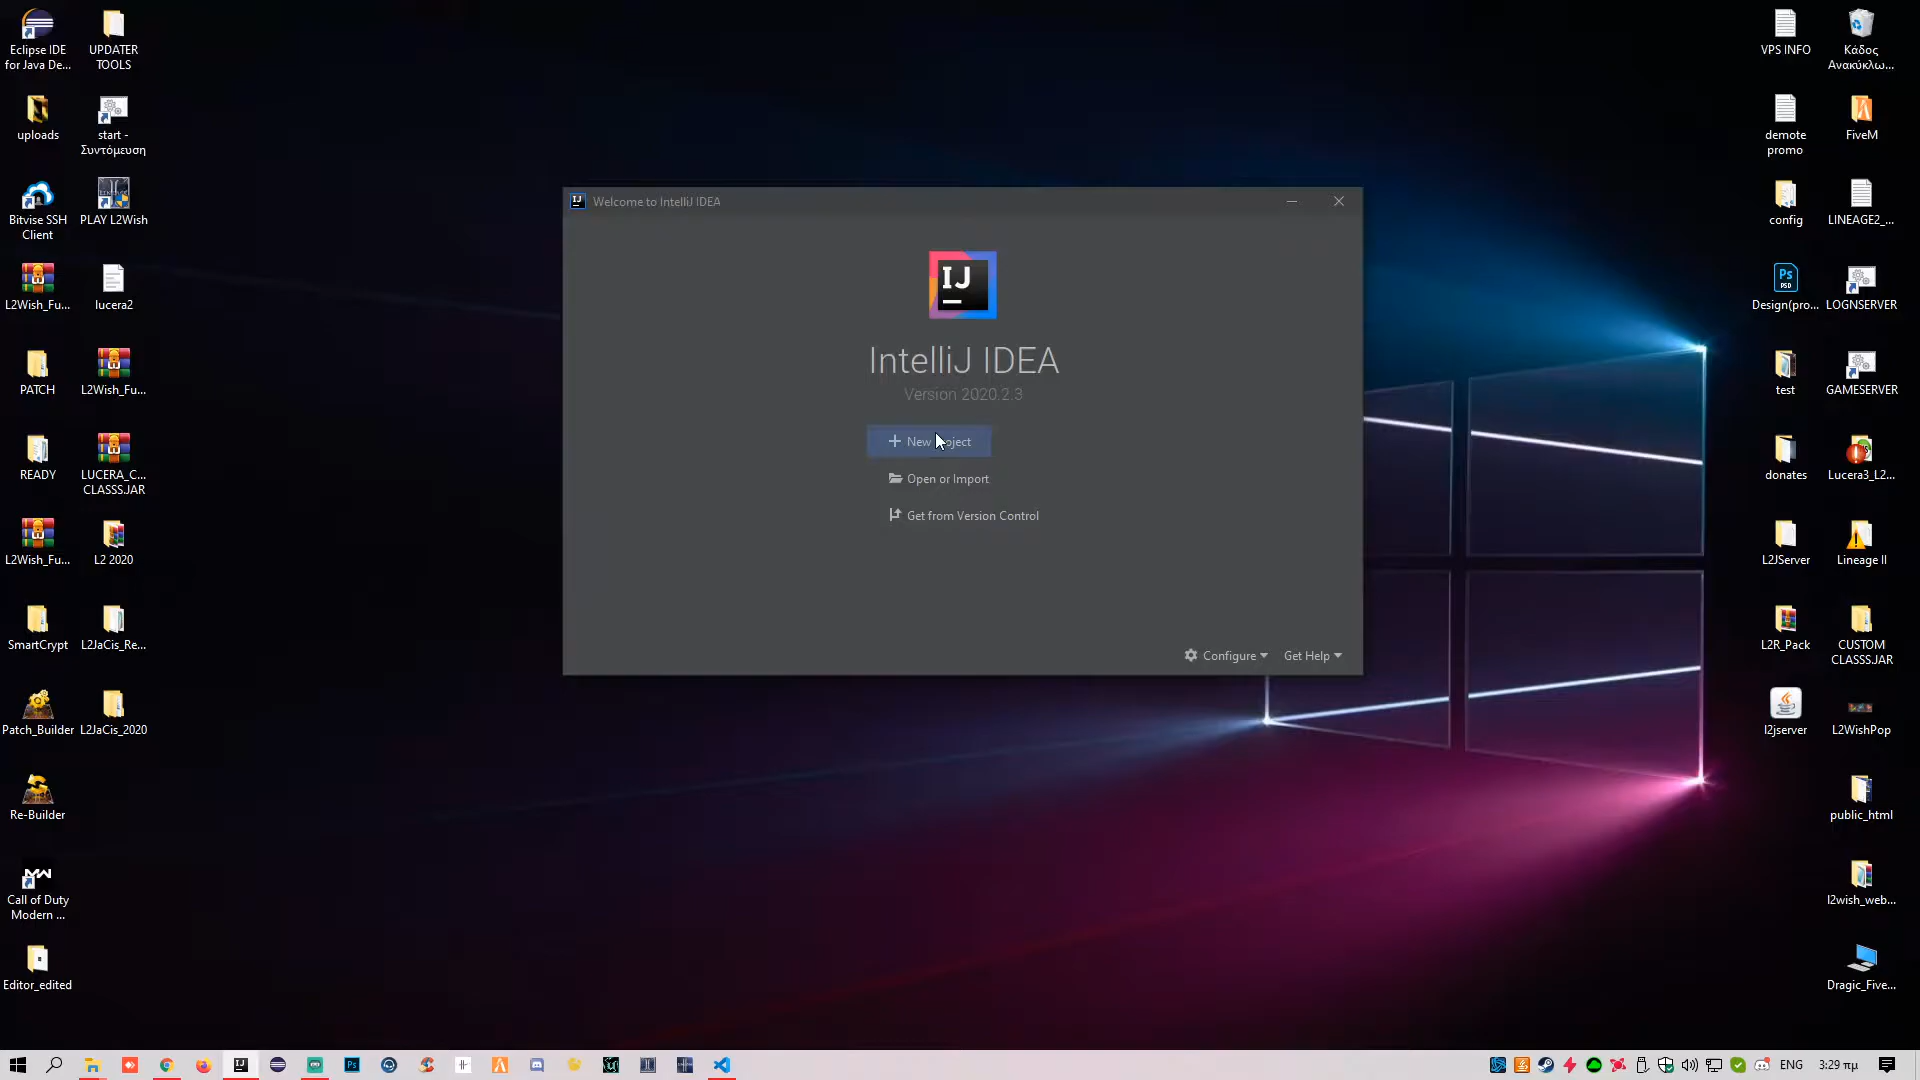 Eclipse IDE
for Java De...
UPDATER
TOOLS
uploads
start -
Συντόμευση
Bitvise SSH
Client
PLAY L2Wish
L2Wish_Fu...
lucera2
PATCH
L2Wish_Fu...
READY
LUCERA_C...
CLASSS.JAR
L2Wish_Fu...
L2 2020
SmartCrypt
L2JaCis_Re...
Patch_Builder
L2JaCis_2020
Re-Builder
Call of Duty
Modern ...
Editor_edited
Welcome to IntelliJ IDEA
IJ
IntelliJ IDEA
Version 2020.2.3
New
Open or Import
Get from Version Control
Configure
Get Help
VPS INFO
Κάδος
Ανακύκλω...
demote
promo
FiveM
config
LINEAGE2_...
Ps
PSD
Design(pro...
LOGNSERVER
test
GAMESERVER
donates
Lucera3_L2...
L2JServer
Lineage II
L2R_Pack
CUSTOM
CLASSS.JAR
l2jserver
L2WishPop
public_html
l2wish_web...
Dragic_Five...
ENG
3:29 πμ